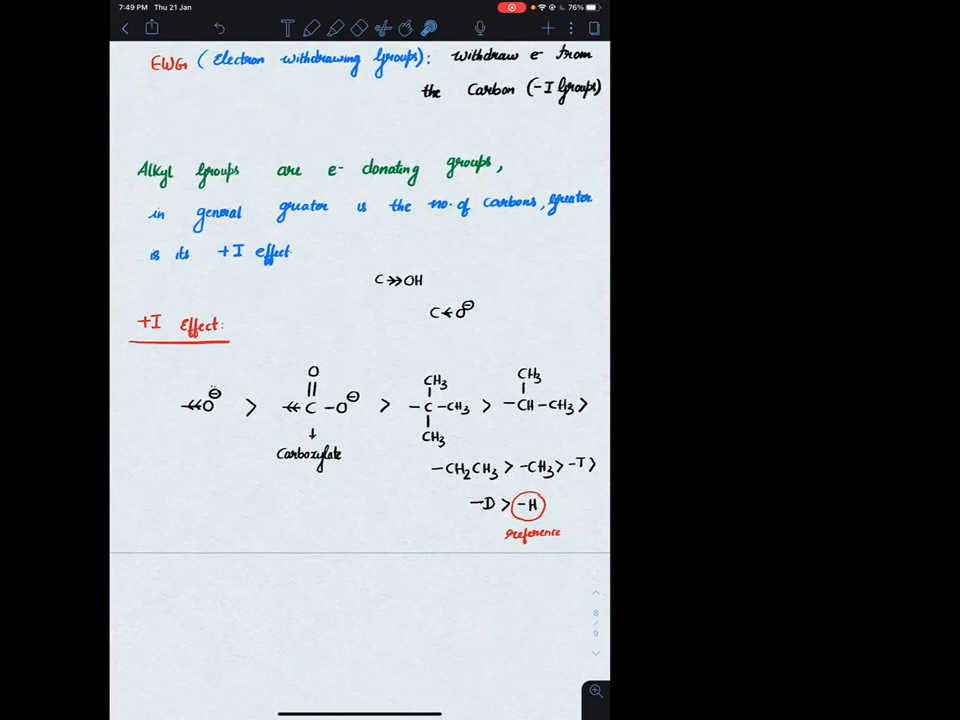 7:49 PM Thu 21 Jan
76%
EWG (Electron withdrawing Groups): withdraw e- from
the Carbon (-I Groups)
Alkyl Groups are e- donating groups,
in general greater is the no. of carbons, greater
is its +I effect.
C->>OH
C<-O⊖
+I Effect:
O CH3 CH3
|| | |
-<<-O⊖ > -<<-C-O⊖ > -C-CH3 > -CH-CH3 >
↓ |
Carboxylate CH3
-CH2CH3 > -CH3 > -T >
-D > -H
reference
8
/
9